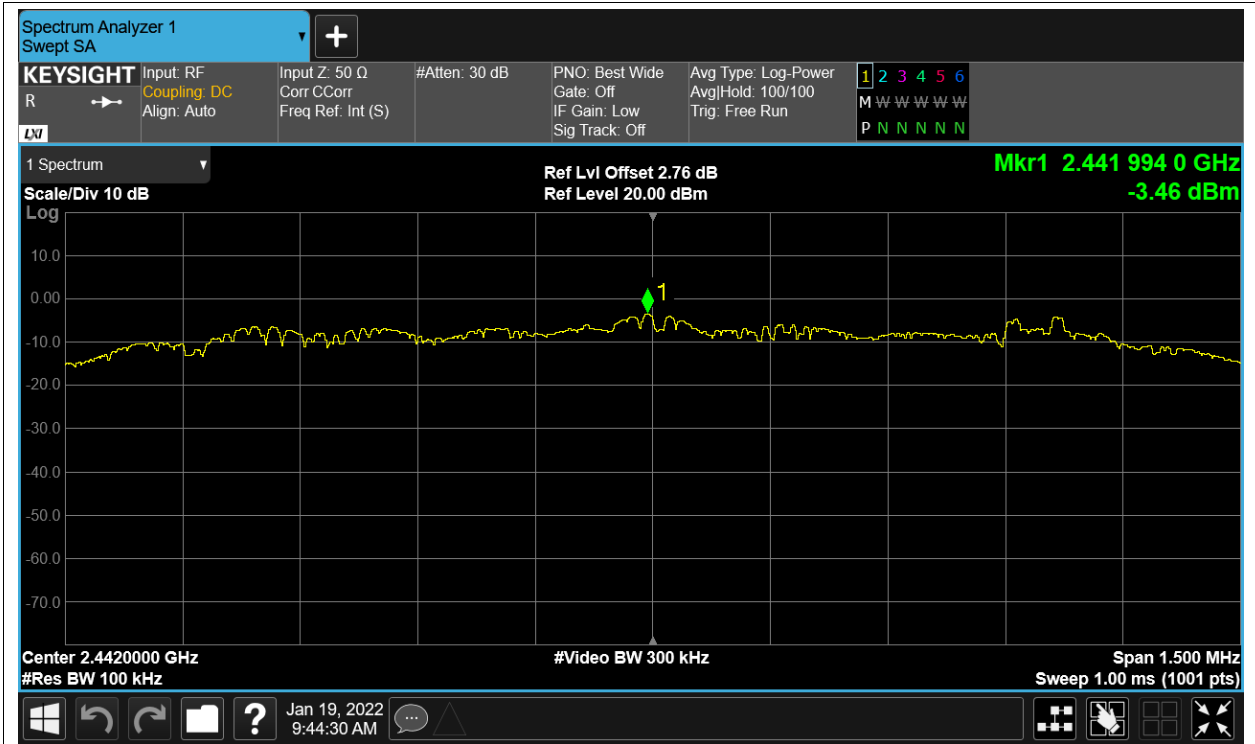 Spectrum Analyzer 1
Swept SA
+
KEYSIGHT Input: RF Input Z: 50 Ω #Atten: 30 dB PNO: Best Wide Avg Type: Log-Power 1 2 3 4 5 6
R Coupling: DC Corr CCorr Gate: Off Avg|Hold: 100/100 M W W W W W W
Align: Auto Freq Ref: Int (S) IF Gain: Low Trig: Free Run
LXI Sig Track: Off P N N N N N N
1 Spectrum Ref Lvl Offset 2.76 dB Mkr1 2.441 994 0 GHz
Scale/Div 10 dB Ref Level 20.00 dBm -3.46 dBm
Log
10.0
1
0.00
-10.0
-20.0
-30.0
-40.0
-50.0
-60.0
-70.0
Center 2.4420000 GHz #Video BW 300 kHz Span 1.500 MHz
#Res BW 100 kHz Sweep 1.00 ms (1001 pts)
? Jan 19, 2022
9:44:30 AM